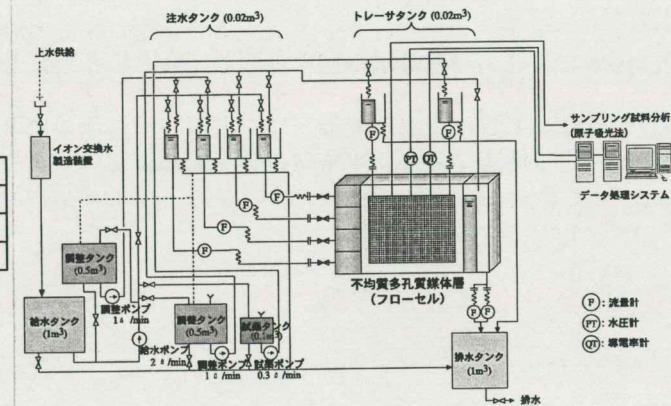 注水タンク(0.02m³)
トレーサタンク(0.02m³)
上水供給
イオン交換水
製造装置
サンプリング試料分析
(原子吸光法)
データ処理システム
F
F
F
F
F
F
PT
QT
調整タンク
(0.5m³)
調整ポンプ
1ℓ/min
給水タンク
(1m³)
給水ポンプ
2ℓ/min
調整タンク
(0.5m³)
調整ポンプ
1ℓ/min
試薬タンク
(0.1m³)
試薬ポンプ
0.3ℓ/min
不均質多孔質媒体層
(フローセル)
F F
排水タンク
(1m³)
排水
F : 流量計
PT : 水圧計
QT : 導電率計